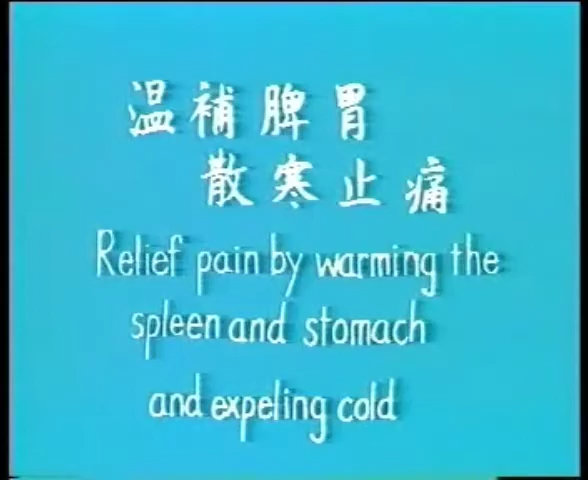 温補脾胃
散寒止痛
Relief pain by warming the
spleen and stomach
and expeling cold